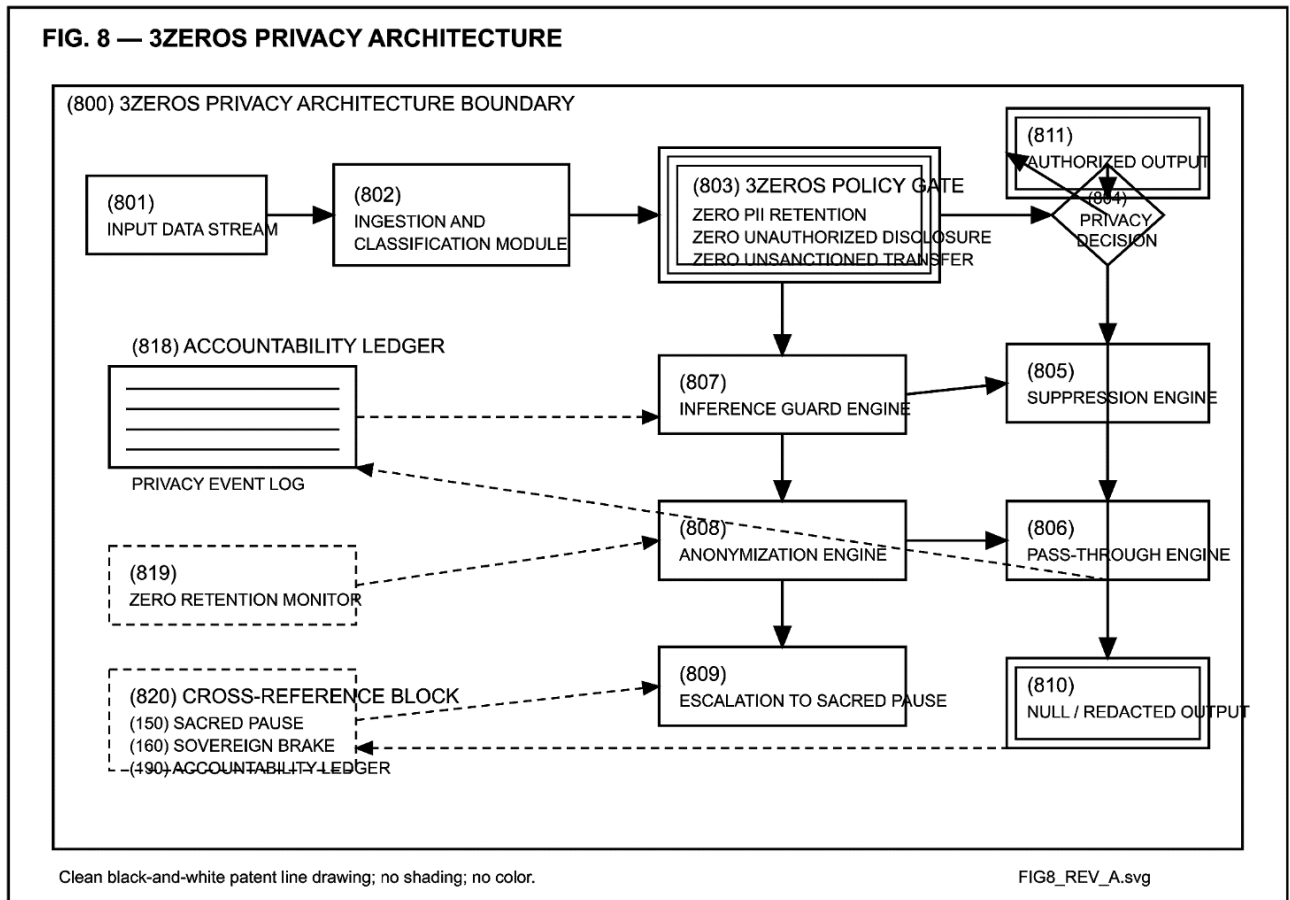 FIG. 8 — 3ZEROS PRIVACY ARCHITECTURE
(800) 3ZEROS PRIVACY ARCHITECTURE BOUNDARY
(801)
INPUT DATA STREAM
(802)
INGESTION AND
CLASSIFICATION MODULE
(803) 3ZEROS POLICY GATE
ZERO PII RETENTION
ZERO UNAUTHORIZED DISCLOSURE
ZERO UNSANCTIONED TRANSFER
(811)
AUTHORIZED OUTPUT
(804)
PRIVACY
DECISION
(818) ACCOUNTABILITY LEDGER
PRIVACY EVENT LOG
(807)
INFERENCE GUARD ENGINE
(805)
SUPPRESSION ENGINE
(808)
ANONYMIZATION ENGINE
(806)
PASS-THROUGH ENGINE
(819)
ZERO RETENTION MONITOR
(820) CROSS-REFERENCE BLOCK
(150) SACRED PAUSE
(160) SOVEREIGN BRAKE
(190) ACCOUNTABILITY LEDGER
(809)
ESCALATION TO SACRED PAUSE
(810)
NULL / REDACTED OUTPUT
Clean black-and-white patent line drawing; no shading; no color.
FIG8_REV_A.svg